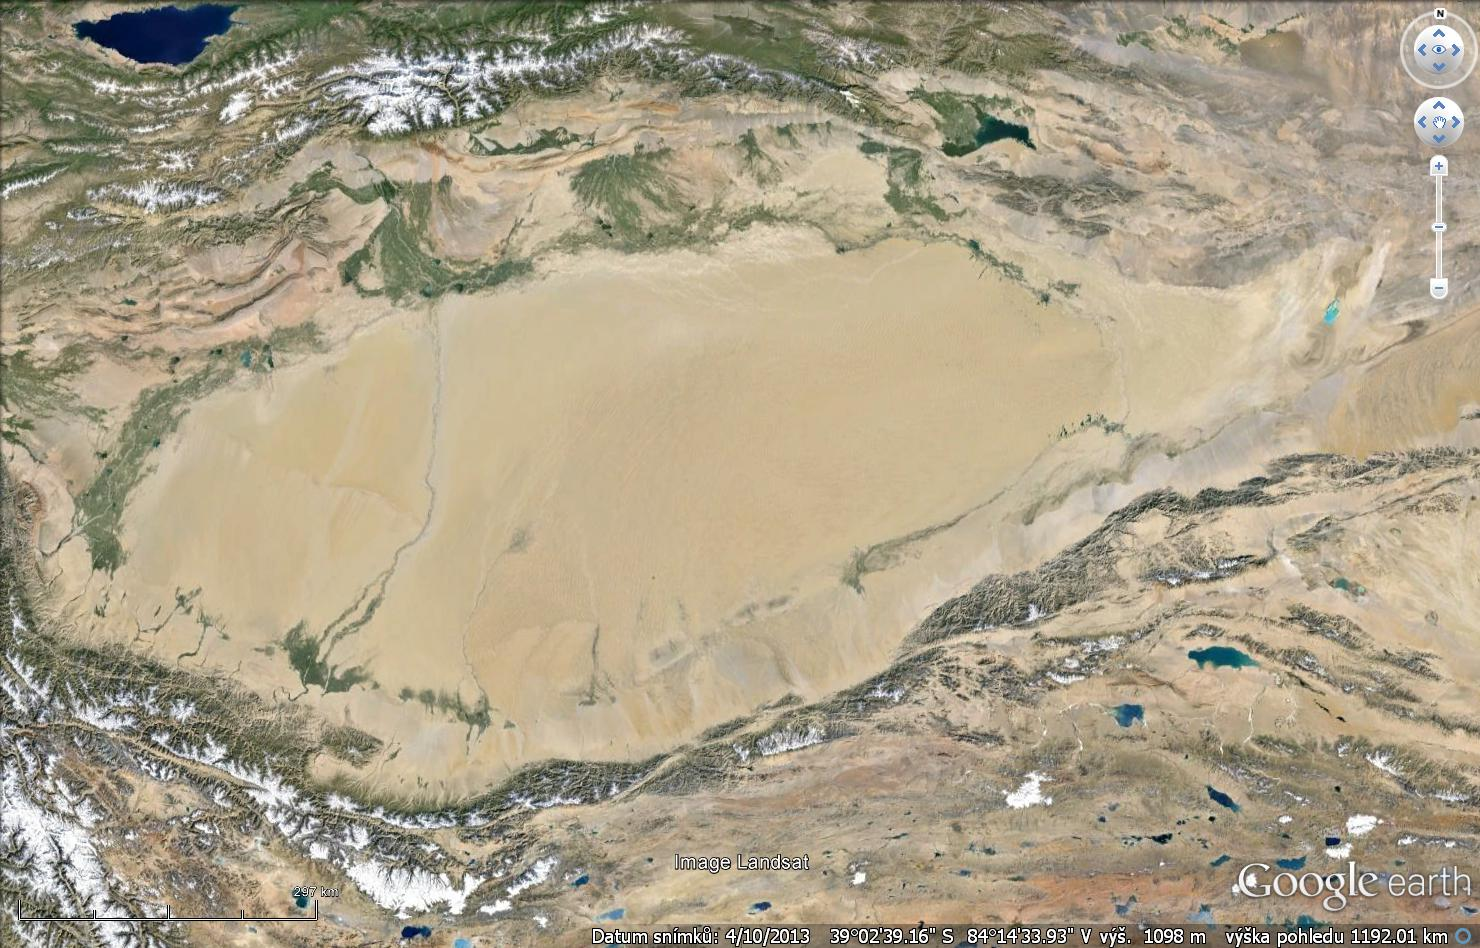 N
297 km
Image Landsat
Google earth
Datum snímků: 4/10/2013 39°02'39.16" S 84°14'33.93" V výš. 1098 m výška pohledu 1192.01 km